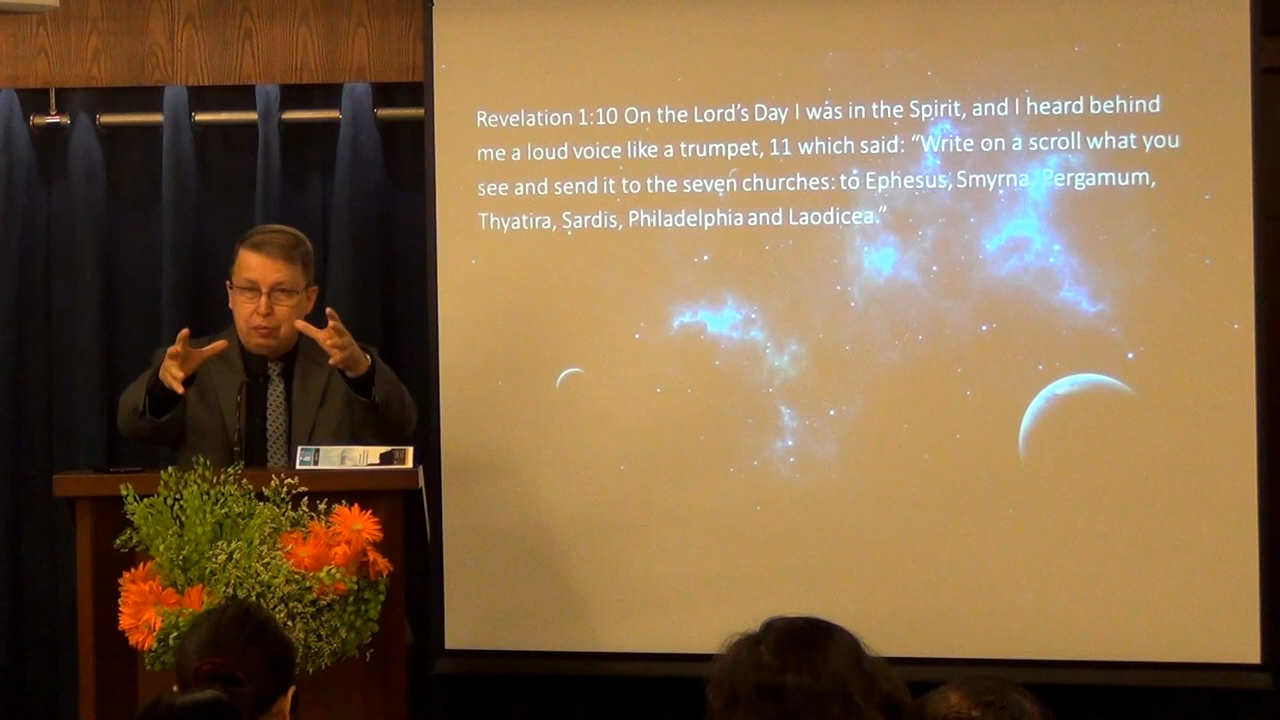 Revelation 1:10 On the Lord's Day I was in the Spirit, and I heard behind
me a loud voice like a trumpet, 11 which said: “Write on a scroll what you
see and send it to the seven churches: to Ephesus, Smyrna, Pergamum,
Thyatira, Sardis, Philadelphia and Laodicea.”